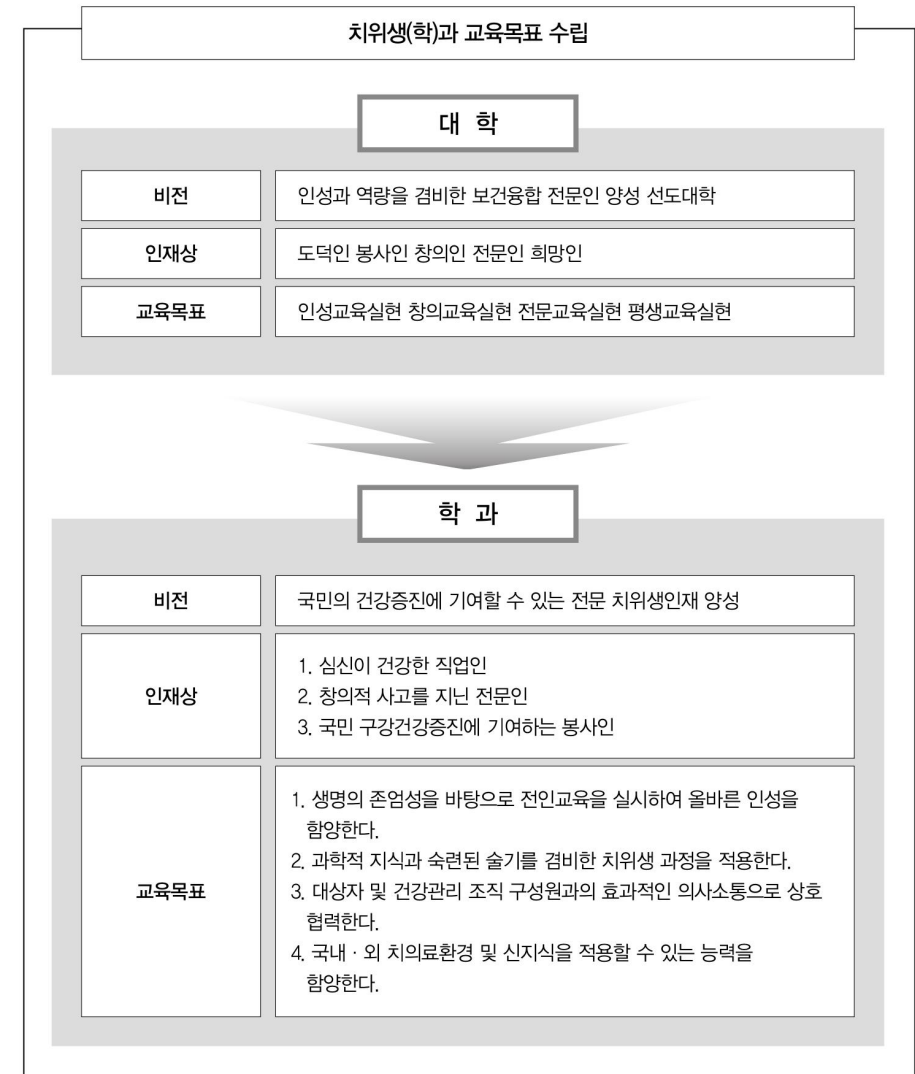 치위생(학)과 교육목표 수립
대 학
비전
인성과 역량을 겸비한 보건융합 전문인 양성 선도대학
인재상
도덕인 봉사인 창의인 전문인 희망인
교육목표
인성교육실현 창의교육실현 전문교육실현 평생교육실현
학 과
비전
국민의 건강증진에 기여할 수 있는 전문 치위생인재 양성
인재상
1. 심신이 건강한 직업인
2. 창의적 사고를 지닌 전문인
3. 국민 구강건강증진에 기여하는 봉사인
교육목표
1. 생명의 존엄성을 바탕으로 전인교육을 실시하여 올바른 인성을
함양한다.
2. 과학적 지식과 숙련된 술기를 겸비한 치위생 과정을 적용한다.
3. 대상자 및 건강관리 조직 구성원과의 효과적인 의사소통으로 상호
협력한다.
4. 국내 · 외 치의료환경 및 신지식을 적용할 수 있는 능력을
함양한다.